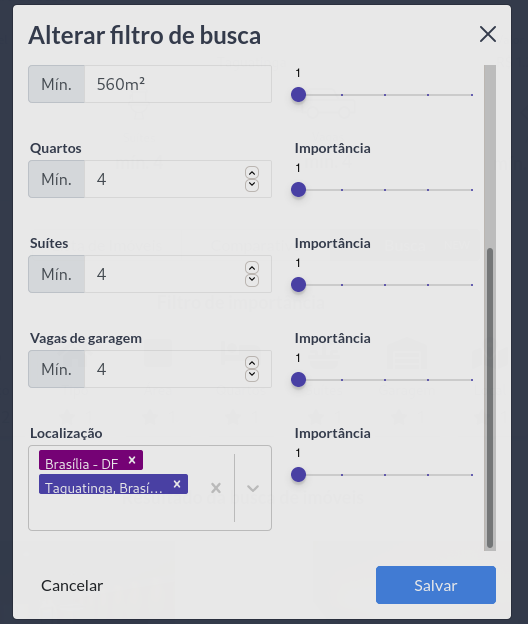 Alterar filtro de busca
Mín. 560m² 1
Quartos Importância
1
Mín. 4
Suítes Importância
1
Mín. 4
Vagas de garagem Importância
1
Mín. 4
Localização Importância
1
Brasília - DF
Taguatinga, Brasí...
Cancelar Salvar